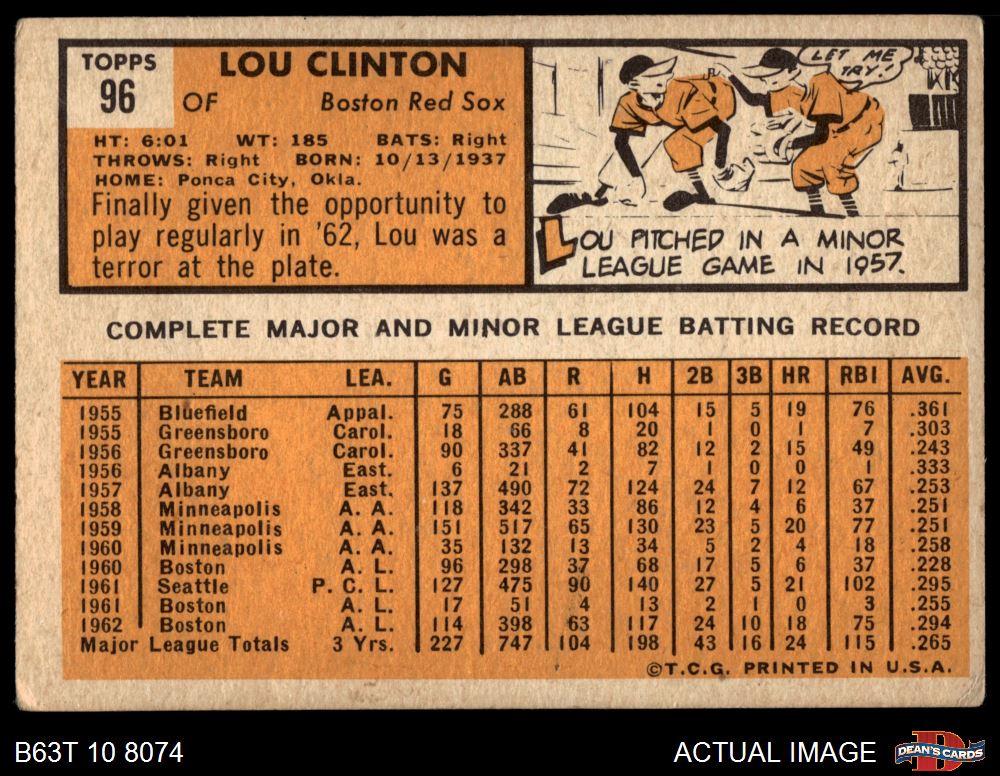 TOPPS
96
LOU CLINTON
OF Boston Red Sox
HT: 6:01 WT: 185 BATS: Right
THROWS: Right BORN: 10/13/1937
HOME: Ponca City, Okla.
Finally given the opportunity to
play regularly in '62, Lou was a
terror at the plate.
LET ME
TRY!
LOU PITCHED IN A MINOR
LEAGUE GAME IN 1957.
COMPLETE MAJOR AND MINOR LEAGUE BATTING RECORD
YEAR TEAM LEA. G AB R H 2B 3B HR RBI AVG.
1955 Bluefield Appal. 75 288 61 104 15 5 19 76 .361
1955 Greensboro Carol. 18 66 8 20 1 0 1 7 .303
1956 Greensboro Carol. 90 337 41 82 12 2 15 49 .243
1956 Albany East. 6 21 2 7 1 0 0 1 .333
1957 Albany East. 137 490 72 124 24 7 12 67 .253
1958 Minneapolis A. A. 118 342 33 86 12 4 6 37 .251
1959 Minneapolis A. A. 151 517 65 130 23 5 20 77 .251
1960 Minneapolis A. A. 35 132 13 34 5 2 4 18 .258
1960 Boston A. L. 96 298 37 68 17 5 6 37 .228
1961 Seattle P. C. L. 127 475 90 140 27 5 21 102 .295
1961 Boston A. L. 17 51 4 13 2 1 0 3 .255
1962 Boston A. L. 114 398 63 117 24 10 18 75 .294
Major League Totals 3 Yrs. 227 747 104 198 43 16 24 115 .265
©T.C.G. PRINTED IN U.S.A.
B63T 10 8074 ACTUAL IMAGE DEAN'S CARDS